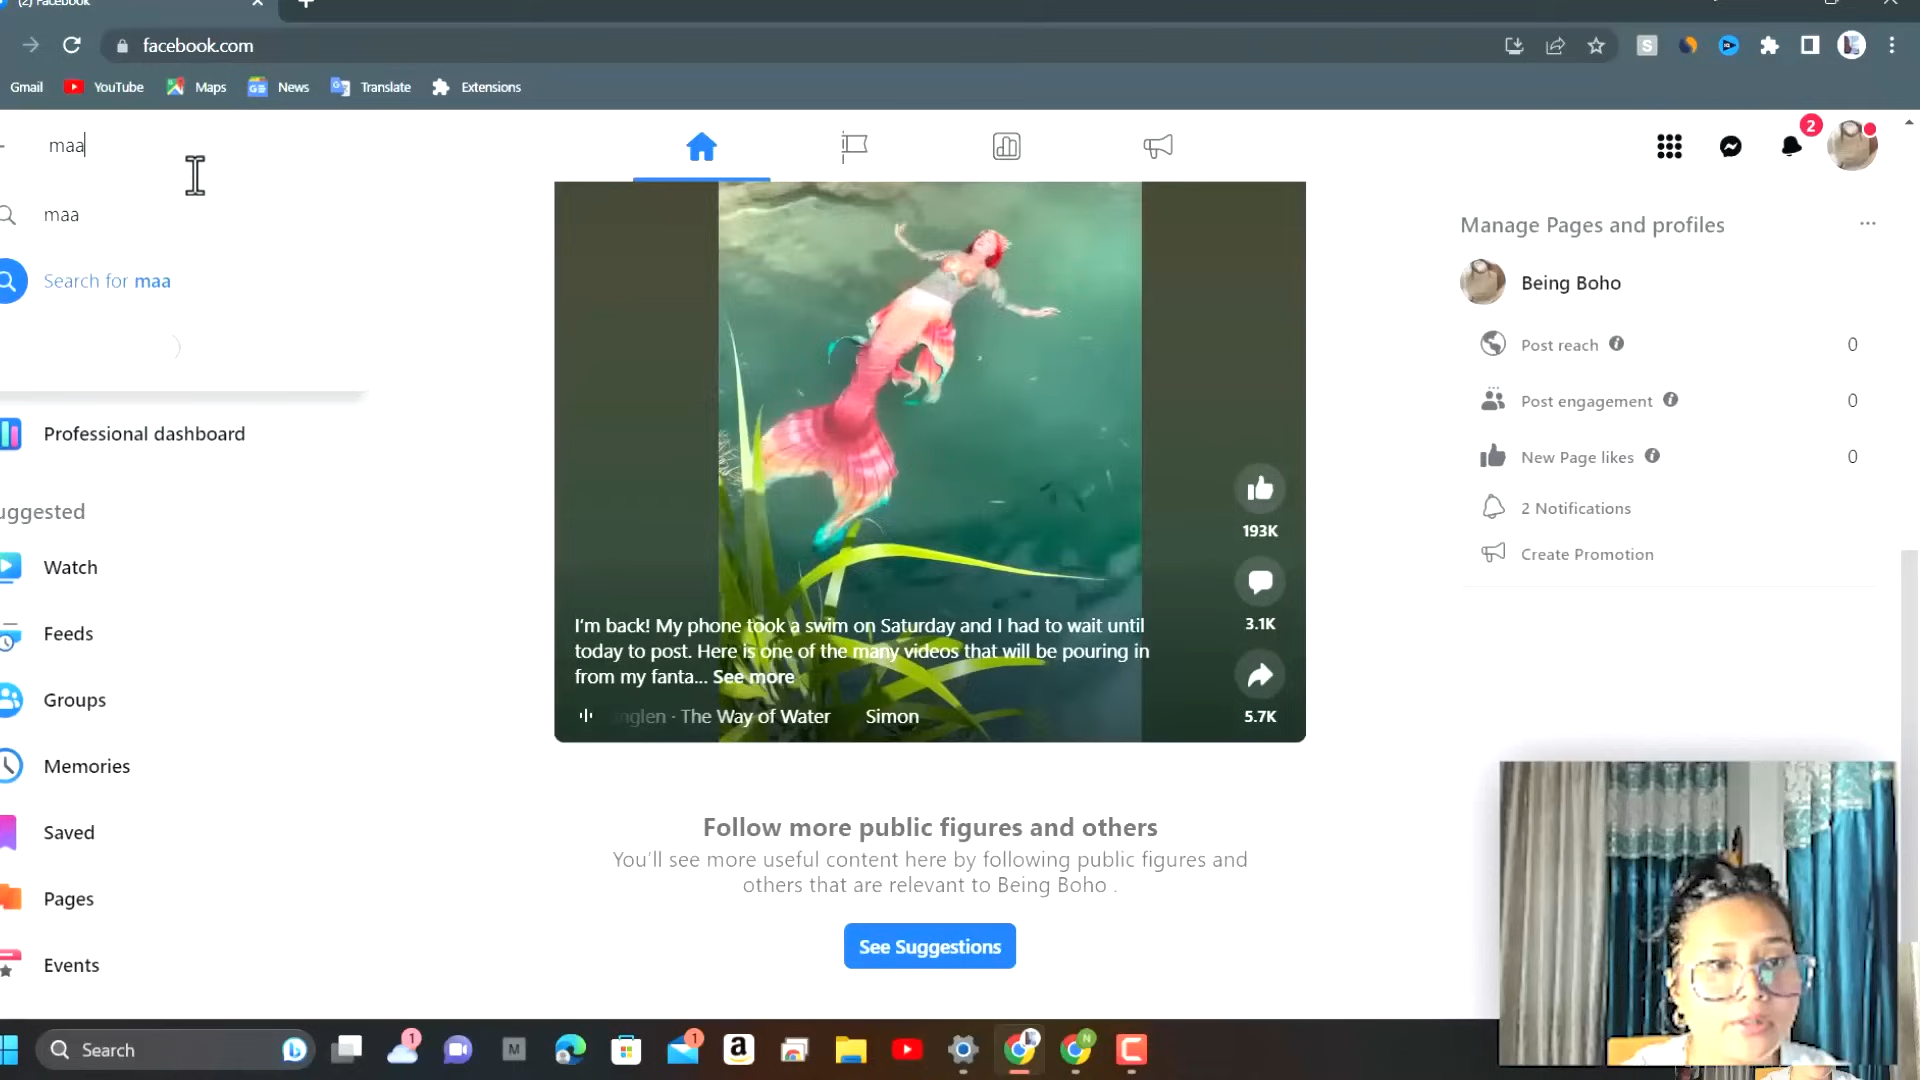 (2) Facebook
facebook.com
Gmail YouTube Maps News Translate Extensions
maa
maa
Search for maa
Professional dashboard
uggested
Watch
Feeds
Groups
Memories
Saved
Pages
Events
I'm back! My phone took a swim on Saturday and I had to wait until
today to post. Here is one of the many videos that will be pouring in
from my fanta... See more
nglen · The Way of Water Simon
193K
3.1K
5.7K
Follow more public figures and others
You'll see more useful content here by following public figures and
others that are relevant to Being Boho .
See Suggestions
2
Manage Pages and profiles
Being Boho
Post reach 0
Post engagement 0
New Page likes 0
2 Notifications
Create Promotion
Search
1
M
1
a
N